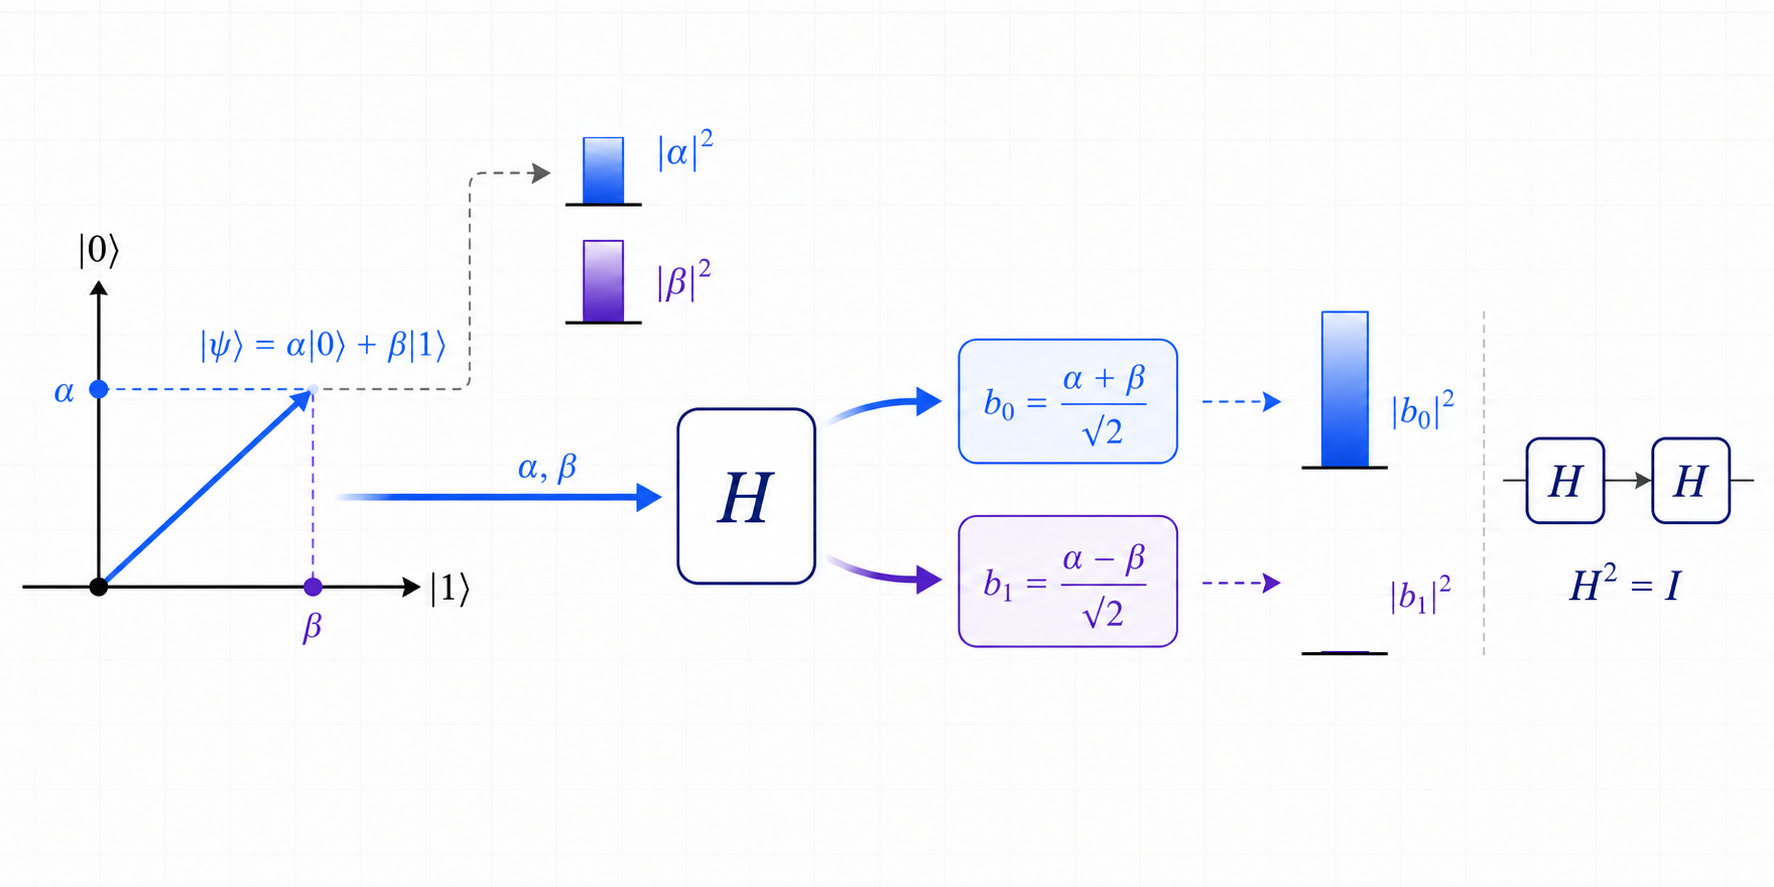 |α|²
|β|²
|0⟩
|ψ⟩ = α|0⟩ + β|1⟩
α
|1⟩
β
α, β
H
b₀ = (α + β)/√2
|b₀|²
b₁ = (α − β)/√2
|b₁|²
H H
H² = I